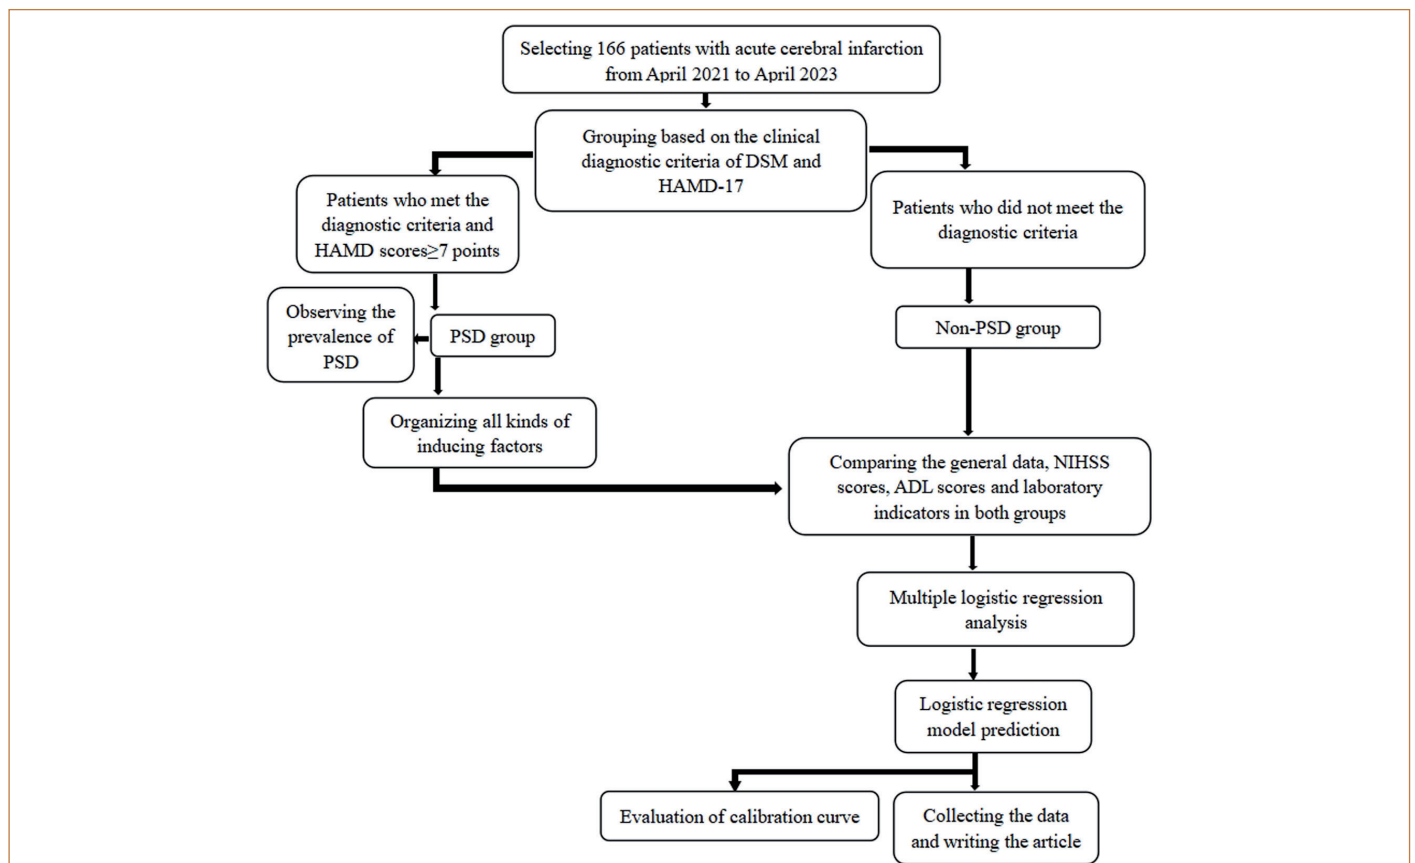 Selecting 166 patients with acute cerebral infarction
from April 2021 to April 2023
Grouping based on the clinical
diagnostic criteria of DSM and
HAMD-17
Patients who met the
diagnostic criteria and
HAMD scores≥7 points
Patients who did not meet the
diagnostic criteria
Observing the
prevalence of
PSD
PSD group
Non-PSD group
Organizing all kinds of
inducing factors
Comparing the general data, NIHSS
scores, ADL scores and laboratory
indicators in both groups
Multiple logistic regression
analysis
Logistic regression
model prediction
Evaluation of calibration curve
Collecting the data
and writing the article